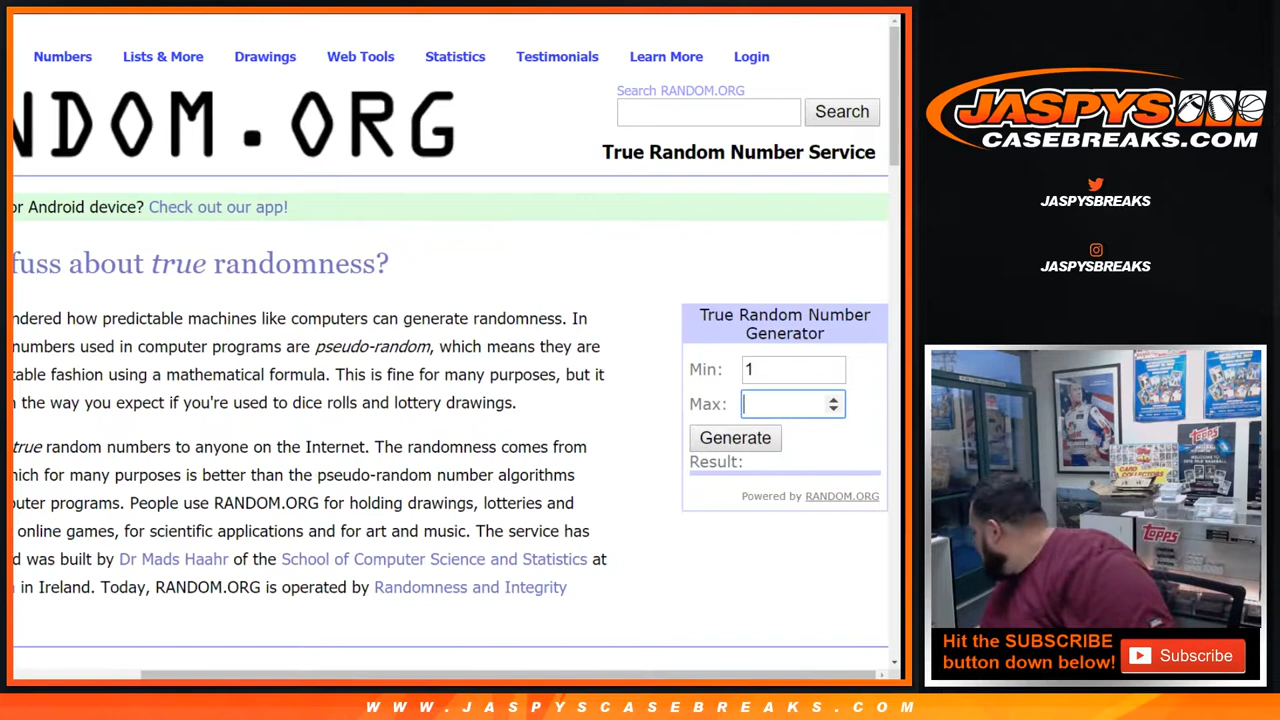 Numbers Lists & More Drawings Web Tools Statistics Testimonials Learn More Login
NDOM.ORG
Search RANDOM.ORG
Search
True Random Number Service
or Android device? Check out our app!
fuss about true randomness?
ndered how predictable machines like computers can generate randomness. In
numbers used in computer programs are pseudo-random, which means they are
table fashion using a mathematical formula. This is fine for many purposes, but it
n the way you expect if you're used to dice rolls and lottery drawings.
true random numbers to anyone on the Internet. The randomness comes from
hich for many purposes is better than the pseudo-random number algorithms
puter programs. People use RANDOM.ORG for holding drawings, lotteries and
online games, for scientific applications and for art and music. The service has
d was built by Dr Mads Haahr of the School of Computer Science and Statistics at
in Ireland. Today, RANDOM.ORG is operated by Randomness and Integrity
True Random Number
Generator
Min: 1
Max:
Generate
Result:
Powered by RANDOM.ORG
JASPYS
CASEBREAKS.COM
JASPYSBREAKS
JASPYSBREAKS
Topps
Topps
Hit the SUBSCRIBE
button down below!
Subscribe
WWW.JASPYSCASEBREAKS.COM